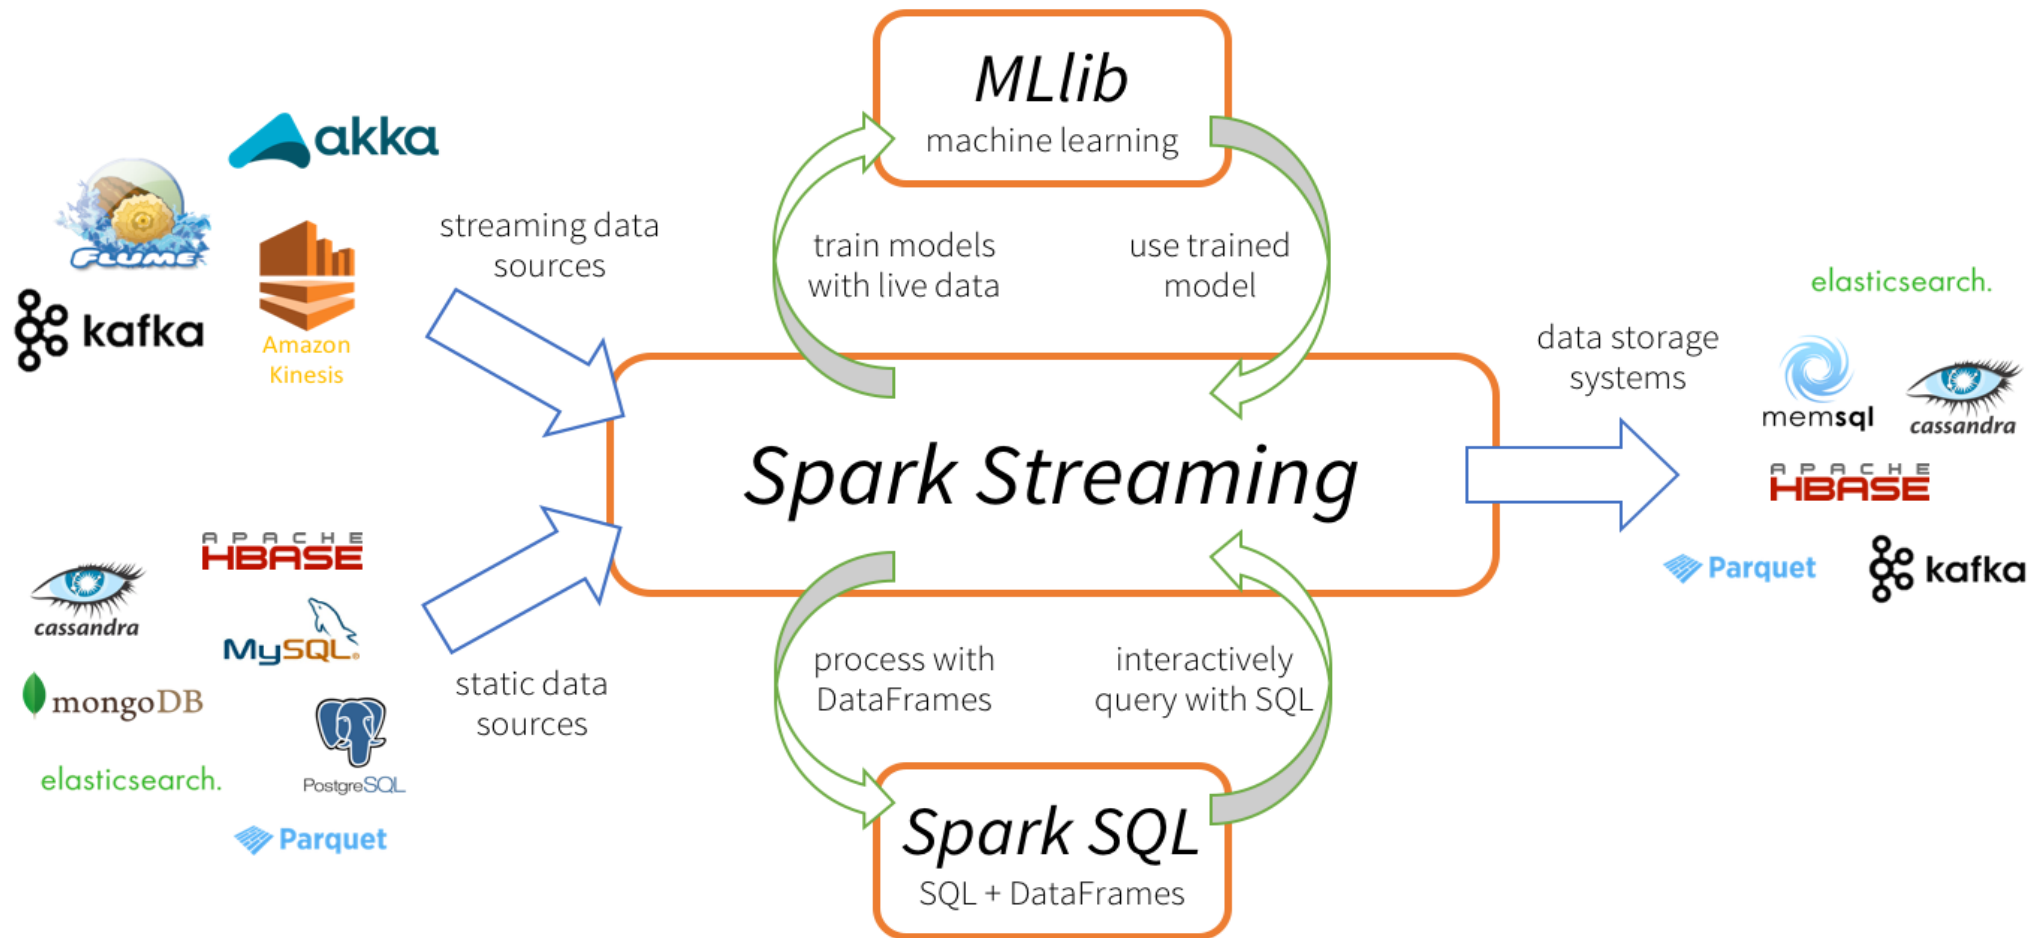 MLlib
machine learning
akka
FLUME
kafka
Amazon
Kinesis
streaming data
sources
train models
with live data
use trained
model
data storage
systems
elasticsearch.
memsql
cassandra
APACHE
HBASE
Parquet
kafka
Spark Streaming
APACHE
HBASE
cassandra
MySQL®
mongoDB
PostgreSQL
elasticsearch.
Parquet
static data
sources
process with
DataFrames
interactively
query with SQL
Spark SQL
SQL + DataFrames